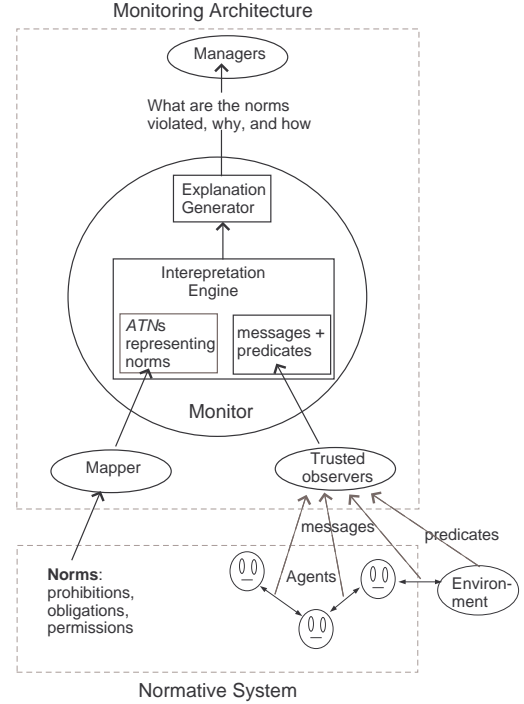 Monitoring Architecture
Managers
What are the norms
violated, why, and how
Explanation
Generator
Interepretation
Engine
ATNs
representing
norms
messages +
predicates
Monitor
Mapper
Trusted
observers
messages
predicates
Norms:
prohibitions,
obligations,
permissions
Agents
Environ-
ment
Normative System